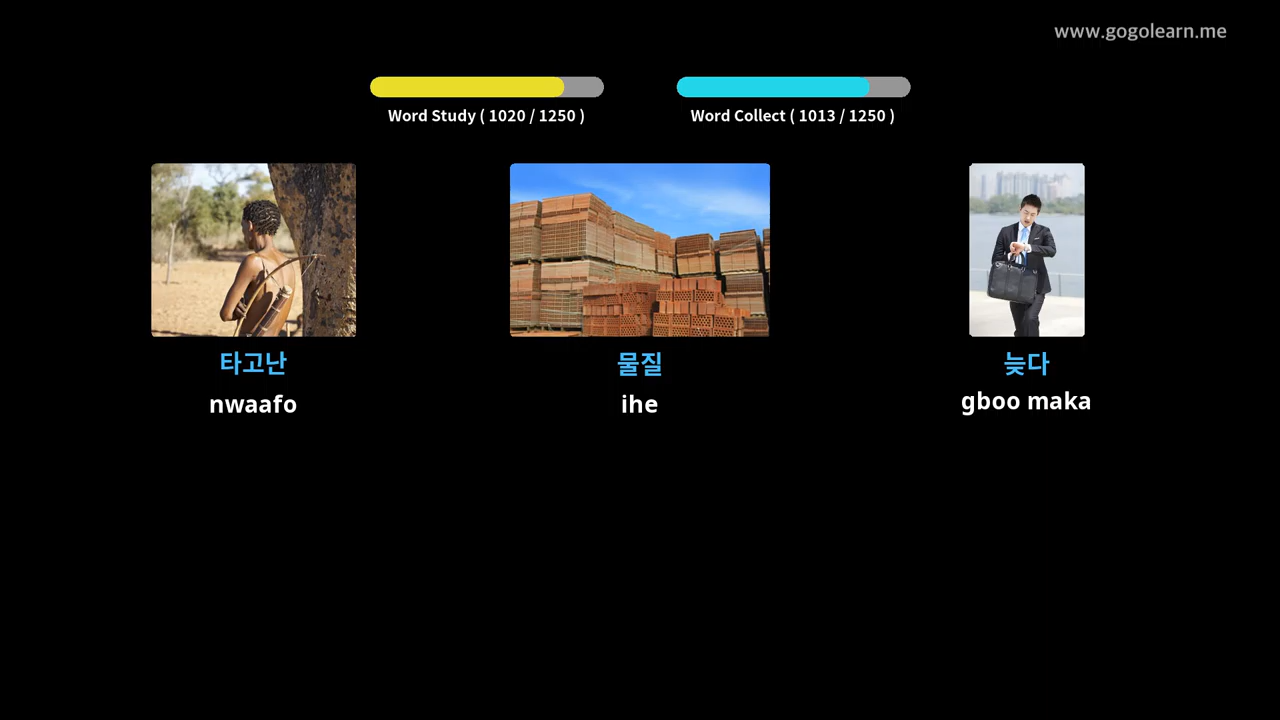 www.gogolearn.me
Word Study ( 1020 / 1250 )
Word Collect ( 1013 / 1250 )
타고난
물질
늦다
nwaafo
ihe
gboo maka